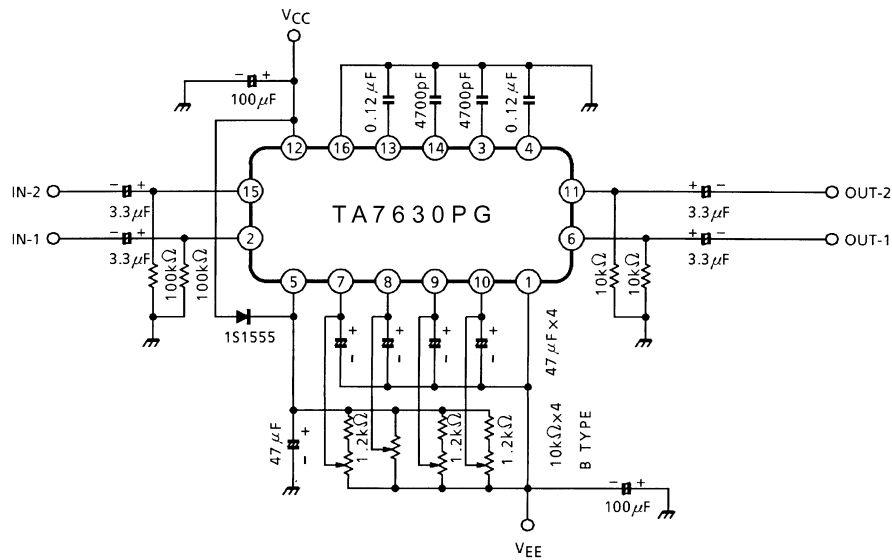 VCC
100μF
0.12μF
4700pF
4700pF
0.12μF
12
16
13
14
3
4
IN-2
3.3μF
15
TA7630PG
11
3.3μF
OUT-2
IN-1
3.3μF
2
6
3.3μF
OUT-1
100kΩ
100kΩ
10kΩ
10kΩ
5
7
8
9
10
1
1S1555
47μF×4
47μF
1.2kΩ
1.2kΩ
1.2kΩ
10kΩ×4
B TYPE
100μF
VEE